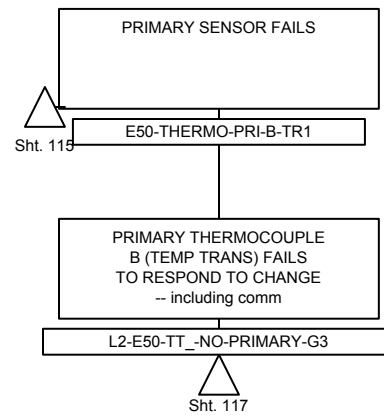 PRIMARY SENSOR FAILS
E50-THERMO-PRI-B-TR1
Sht. 115
PRIMARY THERMOCOUPLE
B (TEMP TRANS) FAILS
TO RESPOND TO CHANGE
-- including comm
L2-E50-TT_-NO-PRIMARY-G3
Sht. 117